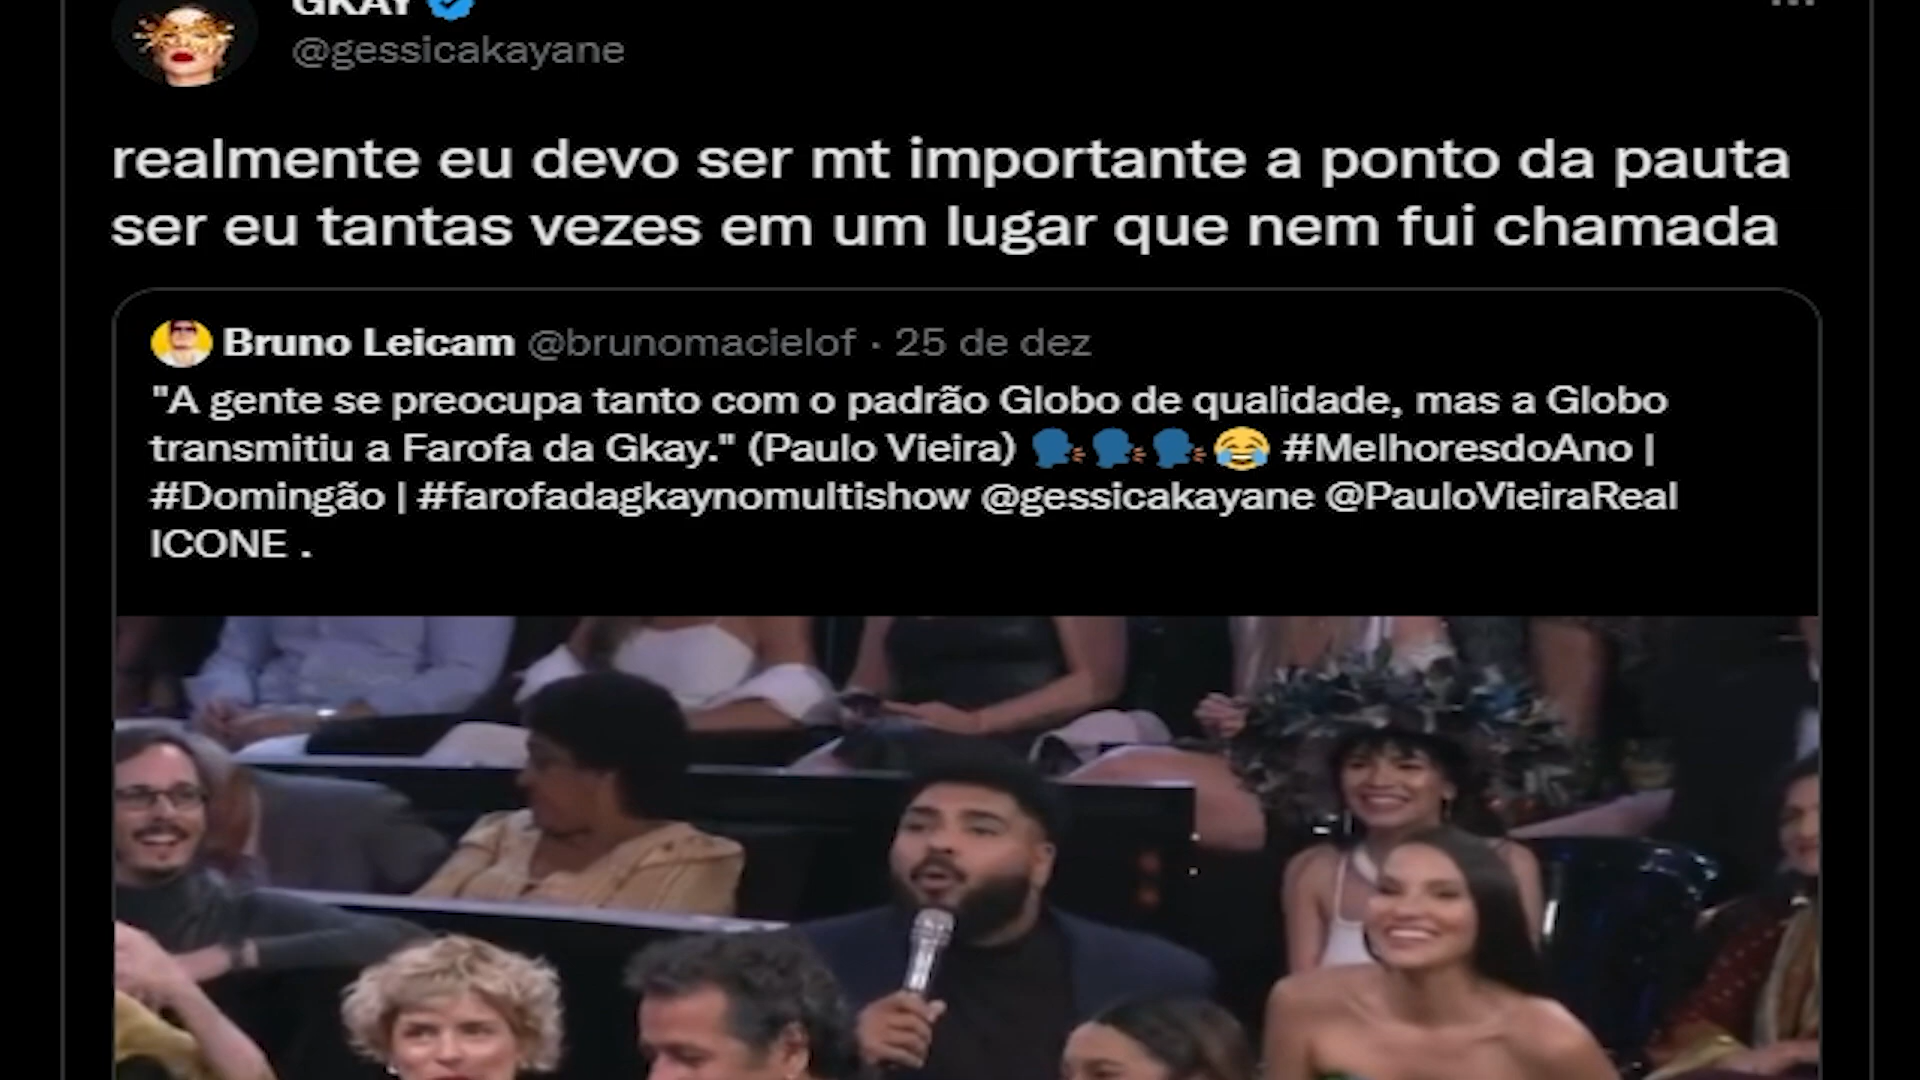 GKAY
@gessicakayane
realmente eu devo ser mt importante a ponto da pauta
ser eu tantas vezes em um lugar que nem fui chamada
Bruno Leicam @brunomacielof · 25 de dez
"A gente se preocupa tanto com o padrão Globo de qualidade, mas a Globo
transmitiu a Farofa da Gkay." (Paulo Vieira) 🗣🗣🗣😂 #MelhoresdoAno |
#Domingão | #farofadagkaynomultishow @gessicakayane @PauloVieiraReal
ICONE .